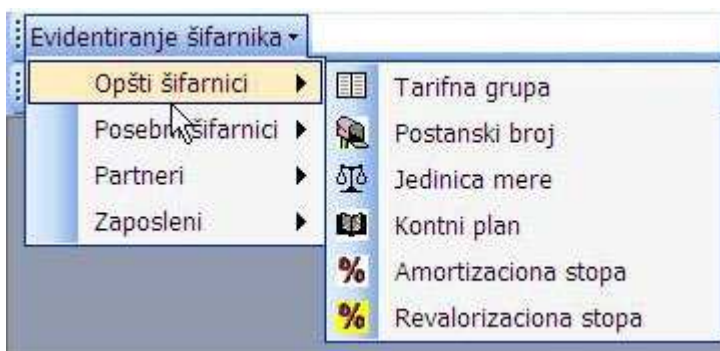 Evidentiranje šifarnika
Opšti šifarnici
Posebni šifarnici
Partneri
Zaposleni
Tarifna grupa
Postanski broj
Jedinica mere
Kontni plan
% Amortizaciona stopa
% Revalorizaciona stopa